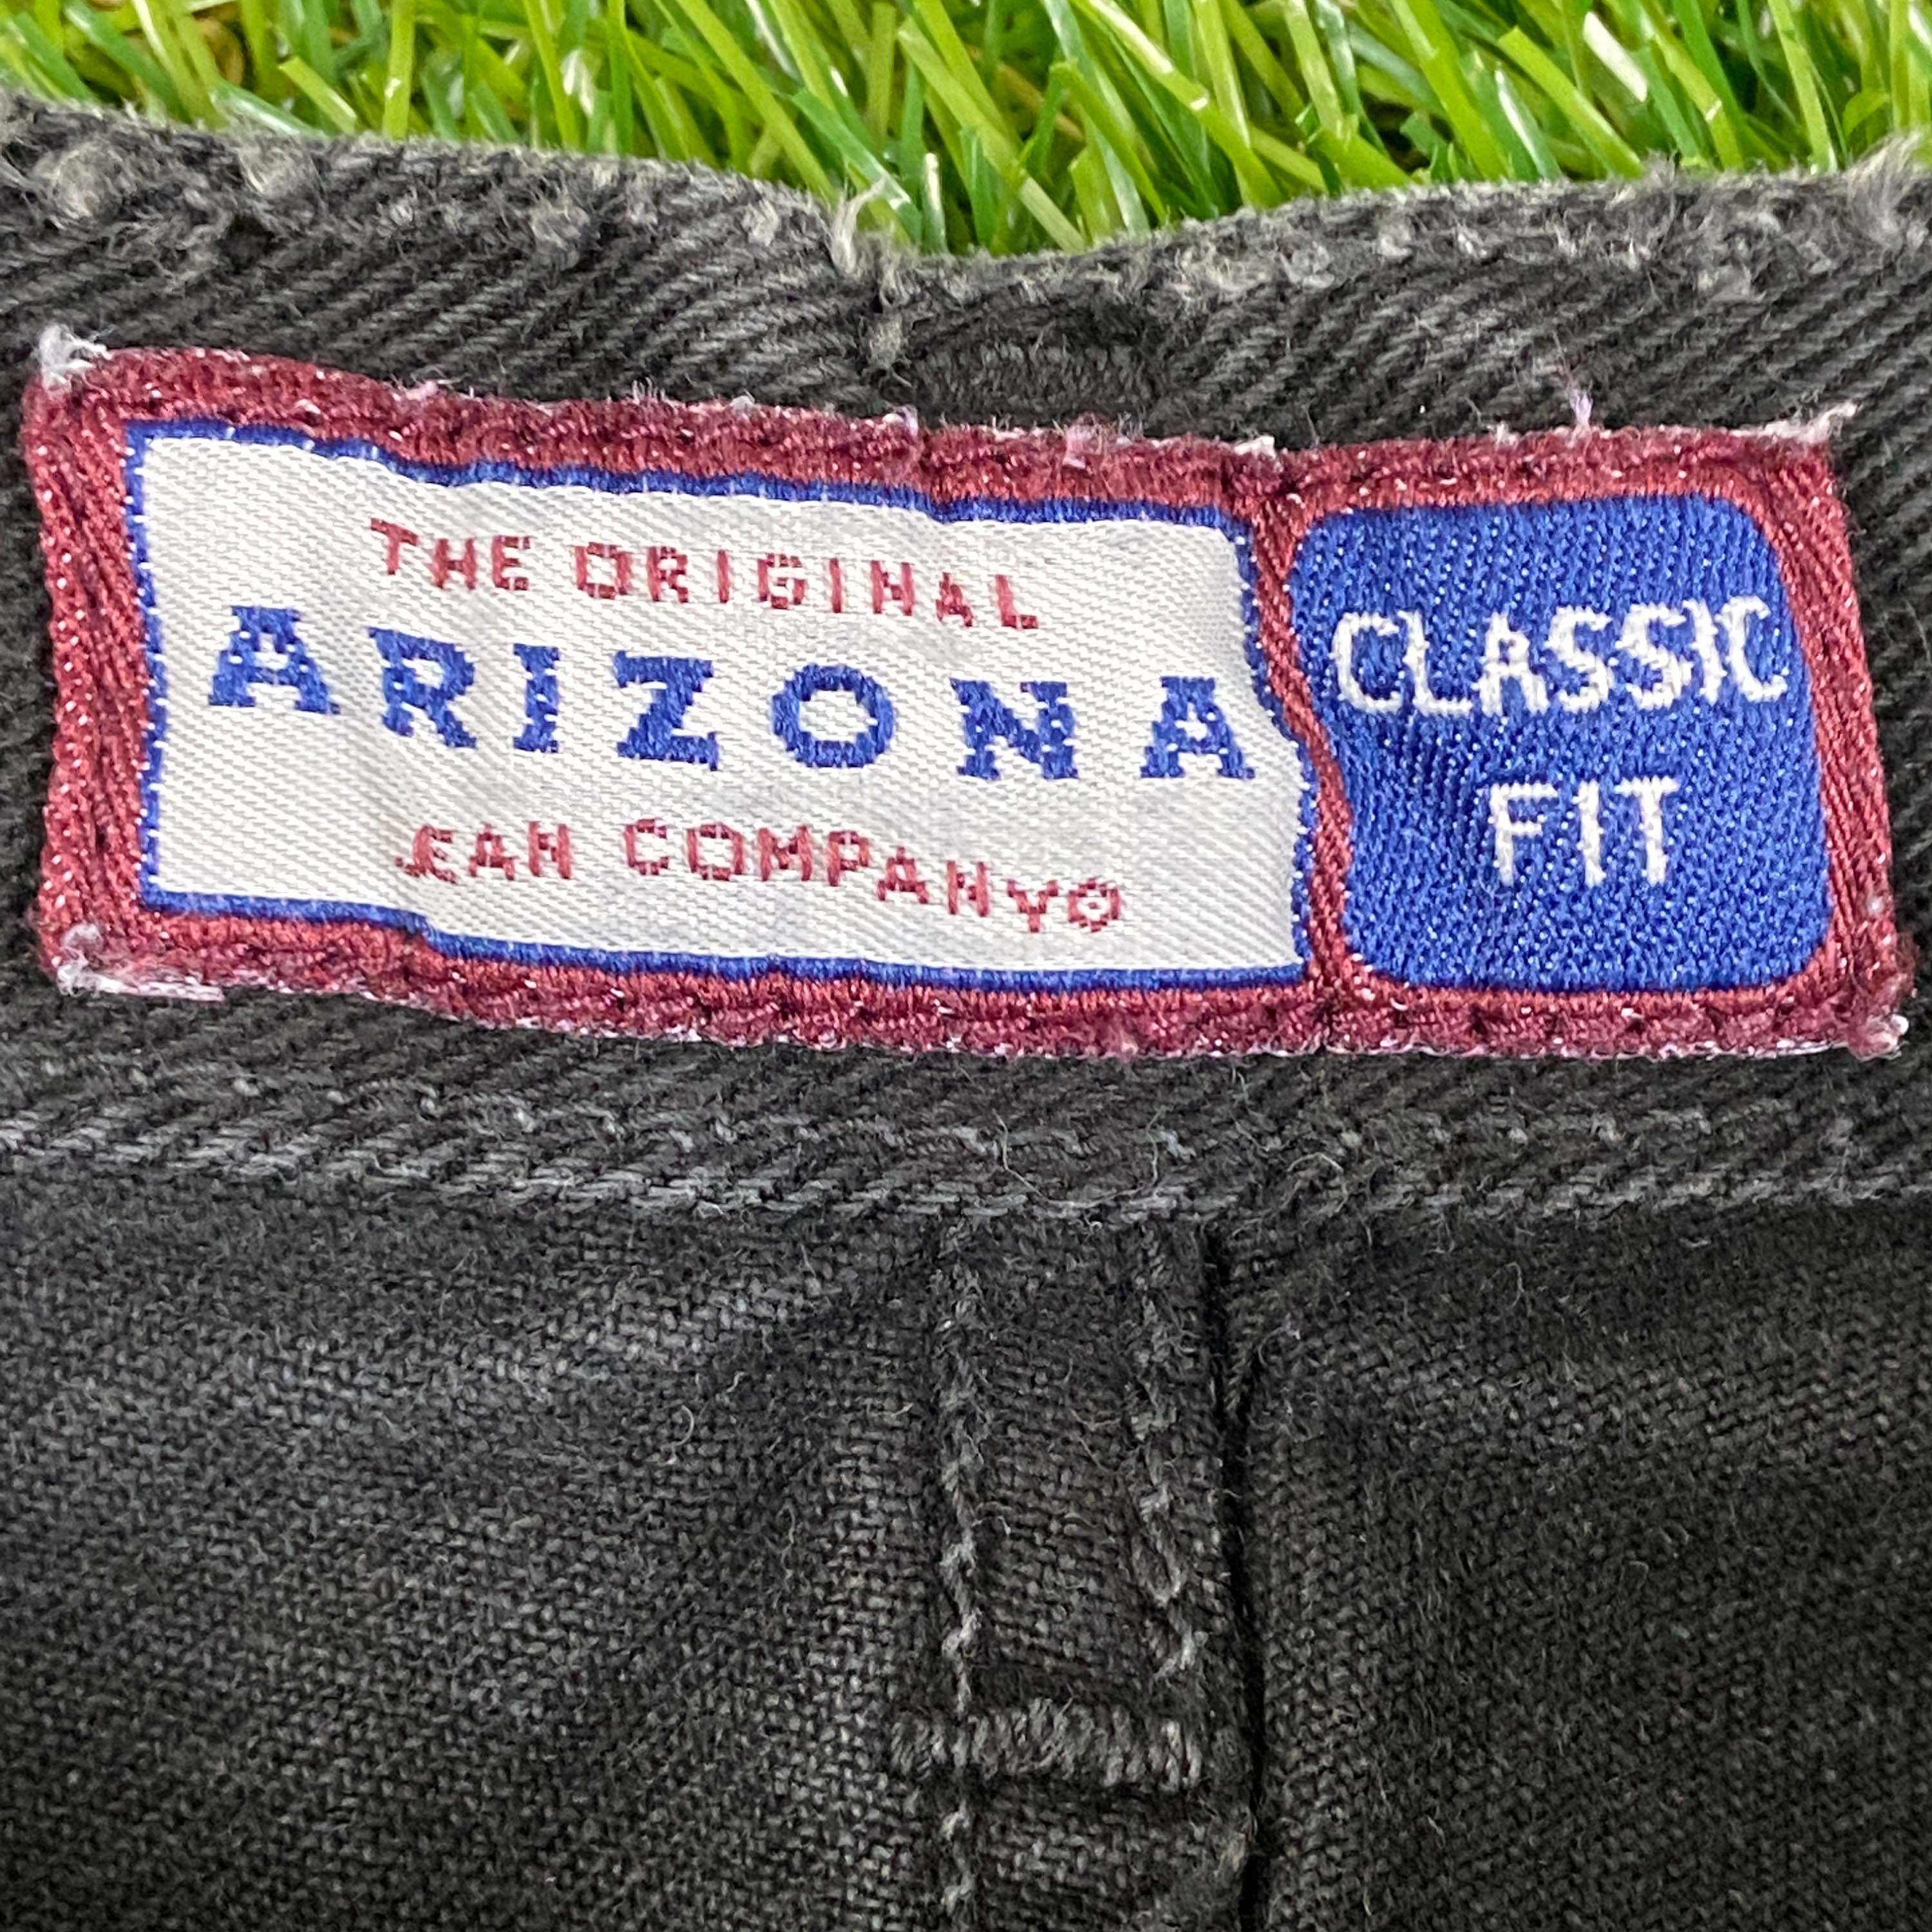 THE ORIGINAL
ARIZONA
JEAN COMPANY®
CLASSIC
FIT